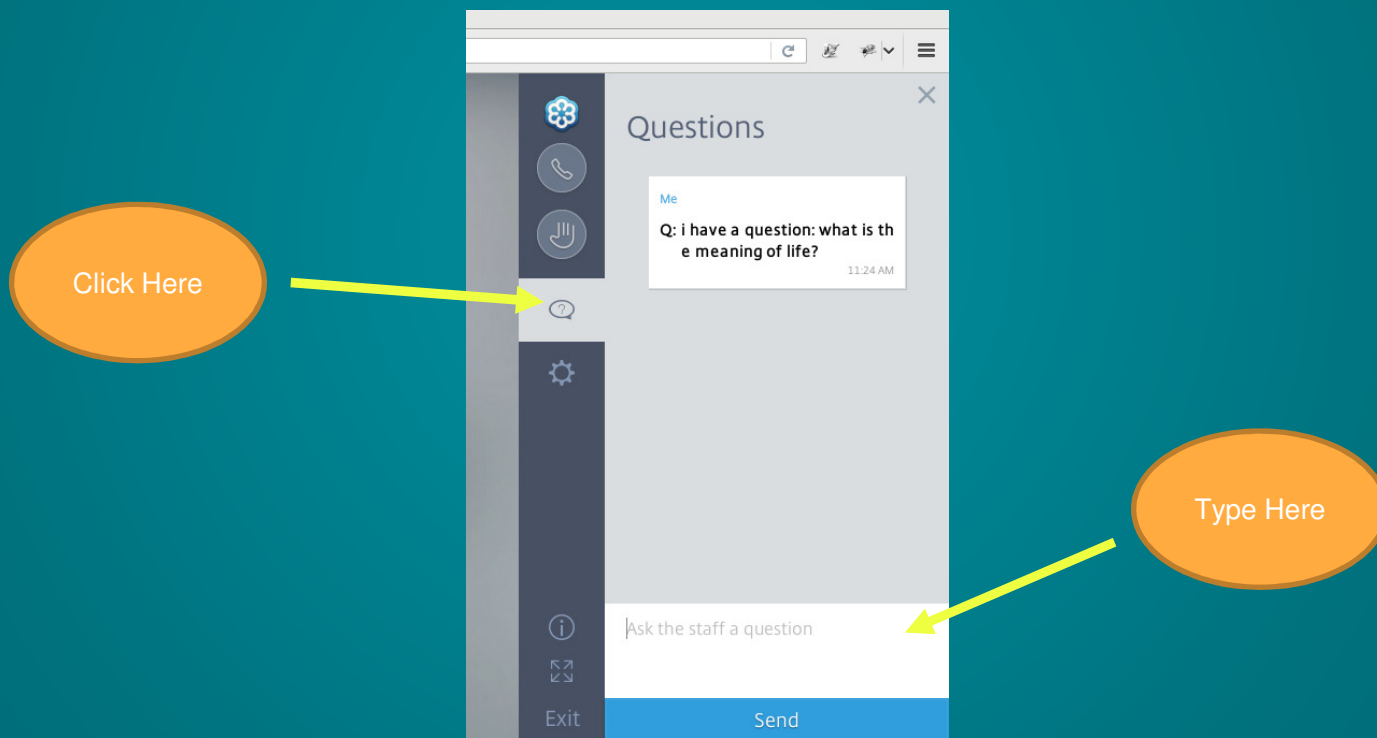 Questions
Me
Q: i have a question: what is th
e meaning of life?
11:24 AM
Click Here
?
Type Here
i
Ask the staff a question
Exit
Send